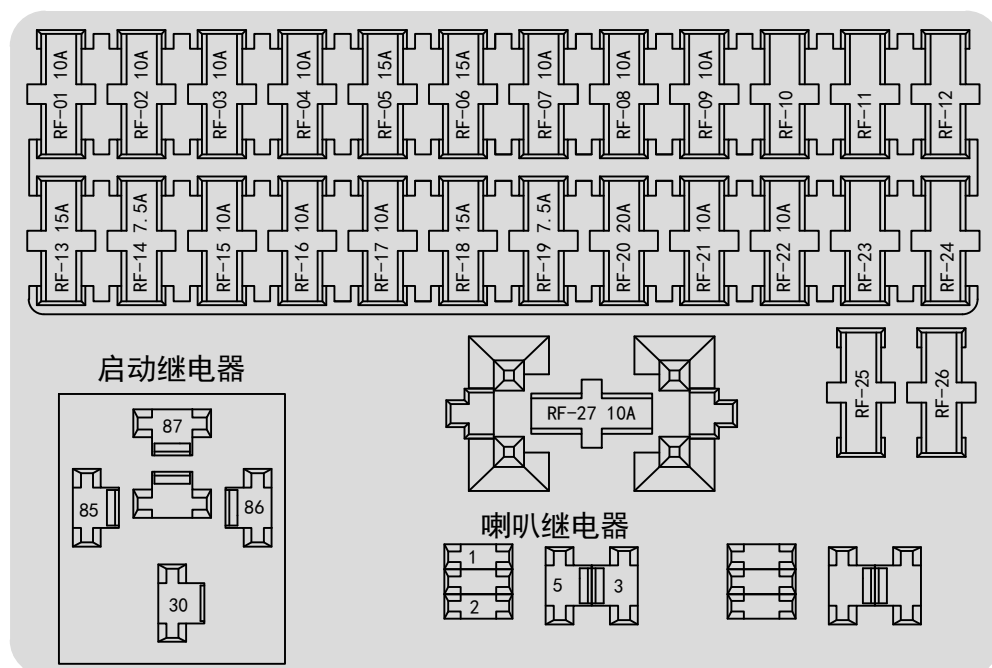 RF-01 10A
RF-02 10A
RF-03 10A
RF-04 10A
RF-05 15A
RF-06 15A
RF-07 10A
RF-08 10A
RF-09 10A
RF-10
RF-11
RF-12
RF-13 15A
RF-14 7.5A
RF-15 10A
RF-16 10A
RF-17 10A
RF-18 15A
RF-19 7.5A
RF-20 20A
RF-21 10A
RF-22 10A
RF-23
RF-24
RF-25
RF-26
RF-27 10A
启动继电器
87
85
86
30
喇叭继电器
1
2
5
3